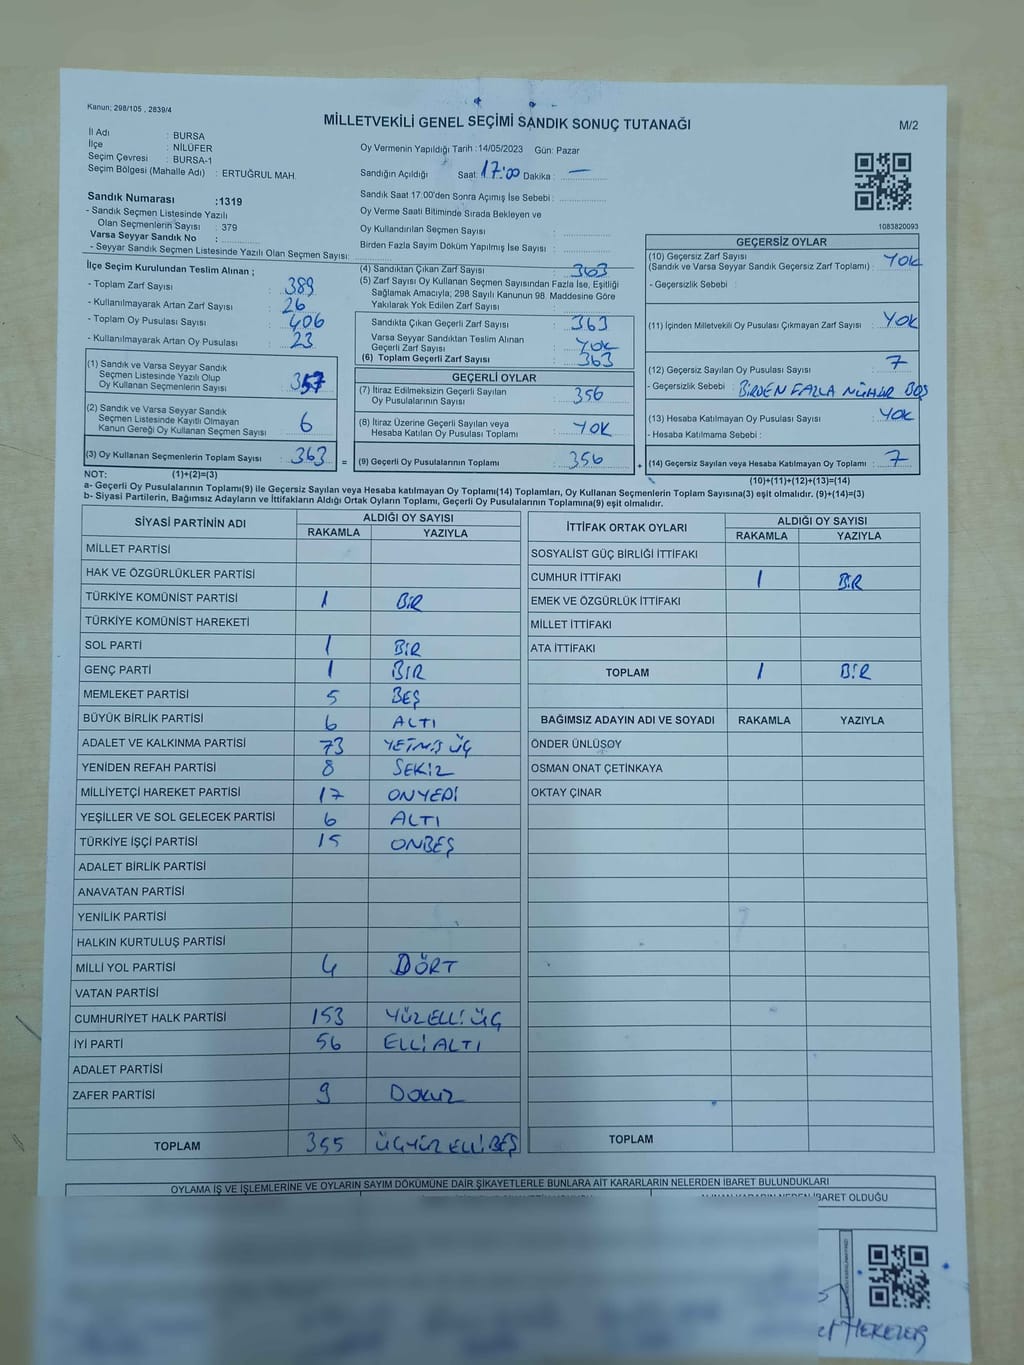 Kanun; 298/105 , 2839/4
MİLLETVEKİLİ GENEL SEÇİMİ SANDIK SONUÇ TUTANAĞI
M/2
İl Adı : BURSA
İlçe : NİLÜFER
Seçim Çevresi : BURSA-1
Seçim Bölgesi (Mahalle Adı) : ERTUĞRUL MAH.
Oy Vermenin Yapıldığı Tarih : 14/05/2023 Gün: Pazar
Sandığın Açıldığı Saat: 17:00 Dakika : —
Sandık Saat 17:00'den Sonra Açımış İse Sebebi :
Oy Verme Saati Bitiminde Sırada Bekleyen ve
Oy Kullandırılan Seçmen Sayısı :
Birden Fazla Sayım Döküm Yapılmış İse Sayısı :
1083820093
Sandık Numarası :1319
- Sandık Seçmen Listesinde Yazılı
Olan Seçmenlerin Sayısı : 379
Varsa Seyyar Sandık No :
- Seyyar Sandık Seçmen Listesinde Yazılı Olan Seçmen Sayısı:
İlçe Seçim Kurulundan Teslim Alınan ;
- Toplam Zarf Sayısı : 389
- Kullanılmayarak Artan Zarf Sayısı : 26
- Toplam Oy Pusulası Sayısı : 406
- Kullanılmayarak Artan Oy Pusulası : 23
(1) Sandık ve Varsa Seyyar Sandık
Seçmen Listesinde Yazılı Olup
Oy Kullanan Seçmenlerin Sayısı : 357
(2) Sandık ve Varsa Seyyar Sandık
Seçmen Listesinde Kayıtlı Olmayan
Kanun Gereği Oy Kullanan Seçmen Sayısı : 6
(3) Oy Kullanan Seçmenlerin Toplam Sayısı : 363 =
(4) Sandıktan Çıkan Zarf Sayısı : 363
(5) Zarf Sayısı Oy Kullanan Seçmen Sayısından Fazla İse, Eşitliği
Sağlamak Amacıyla; 298 Sayılı Kanunun 98. Maddesine Göre
Yakılarak Yok Edilen Zarf Sayısı :
Sandıkta Çıkan Geçerli Zarf Sayısı : 363
Varsa Seyyar Sandıktan Teslim Alınan
Geçerli Zarf Sayısı : YOK
(6) Toplam Geçerli Zarf Sayısı : 363
GEÇERLİ OYLAR
(7) İtiraz Edilmeksizin Geçerli Sayılan
Oy Pusulalarının Sayısı : 356
(8) İtiraz Üzerine Geçerli Sayılan veya
Hesaba Katılan Oy Pusulası Toplamı : YOK
(9) Geçerli Oy Pusulalarının Toplamı : 356 +
GEÇERSİZ OYLAR
(10) Geçersiz Zarf Sayısı
(Sandık ve Varsa Seyyar Sandık Geçersiz Zarf Toplamı) : YOK
- Geçersizlik Sebebi :
(11) İçinden Milletvekili Oy Pusulası Çıkmayan Zarf Sayısı : YOK
(12) Geçersiz Sayılan Oy Pusulası Sayısı : 7
- Geçersizlik Sebebi : BİRDEN FAZLA MÜHÜR BOŞ
(13) Hesaba Katılmayan Oy Pusulası Sayısı : YOK
- Hesaba Katılmama Sebebi :
(14) Geçersiz Sayılan veya Hesaba Katılmayan Oy Toplamı : 7
NOT: (1)+(2)=(3)
(10)+(11)+(12)+(13)=(14)
a- Geçerli Oy Pusulalarının Toplamı(9) ile Geçersiz Sayılan veya Hesaba katılmayan Oy Toplamı(14) Toplamları, Oy Kullanan Seçmenlerin Toplam Sayısına(3) eşit olmalıdır. (9)+(14)=(3)
b- Siyasi Partilerin, Bağımsız Adayların ve İttifakların Aldığı Ortak Oyların Toplamı, Geçerli Oy Pusulalarının Toplamına(9) eşit olmalıdır.
SİYASİ PARTİNİN ADI ALDIĞI OY SAYISI
RAKAMLA YAZIYLA
MİLLET PARTİSİ
HAK VE ÖZGÜRLÜKLER PARTİSİ
TÜRKİYE KOMÜNİST PARTİSİ 1 BİR
TÜRKİYE KOMÜNİST HAREKETİ
SOL PARTİ 1 BİR
GENÇ PARTİ 1 BİR
MEMLEKET PARTİSİ 5 BEŞ
BÜYÜK BİRLİK PARTİSİ 6 ALTI
ADALET VE KALKINMA PARTİSİ 73 YETMİŞ ÜÇ
YENİDEN REFAH PARTİSİ 8 SEKİZ
MİLLİYETÇİ HAREKET PARTİSİ 17 ONYEDİ
YEŞİLLER VE SOL GELECEK PARTİSİ 6 ALTI
TÜRKİYE İŞÇİ PARTİSİ 15 ONBEŞ
ADALET BİRLİK PARTİSİ
ANAVATAN PARTİSİ
YENİLİK PARTİSİ
HALKIN KURTULUŞ PARTİSİ
MİLLİ YOL PARTİSİ 4 DÖRT
VATAN PARTİSİ
CUMHURİYET HALK PARTİSİ 153 YÜZELLİ ÜÇ
İYİ PARTİ 56 ELLİ ALTI
ADALET PARTİSİ
ZAFER PARTİSİ 9 DOKUZ
TOPLAM 355 ÜÇYÜZ ELLİ BEŞ
İTTİFAK ORTAK OYLARI ALDIĞI OY SAYISI
RAKAMLA YAZIYLA
SOSYALİST GÜÇ BİRLİĞİ İTTİFAKI
CUMHUR İTTİFAKI 1 BİR
EMEK VE ÖZGÜRLÜK İTTİFAKI
MİLLET İTTİFAKI
ATA İTTİFAKI
TOPLAM 1 BİR
BAĞIMSIZ ADAYIN ADI VE SOYADI RAKAMLA YAZIYLA
ÖNDER ÜNLÜSOY
OSMAN ONAT ÇETİNKAYA
OKTAY ÇINAR
TOPLAM
OYLAMA İŞ VE İŞLEMLERİNE VE OYLARIN SAYIM DÖKÜMÜNE DAİR ŞİKAYETLERLE BUNLARA AİT KARARLARIN NELERDEN İBARET BULUNDUKLARI
İBARET OLDUĞU